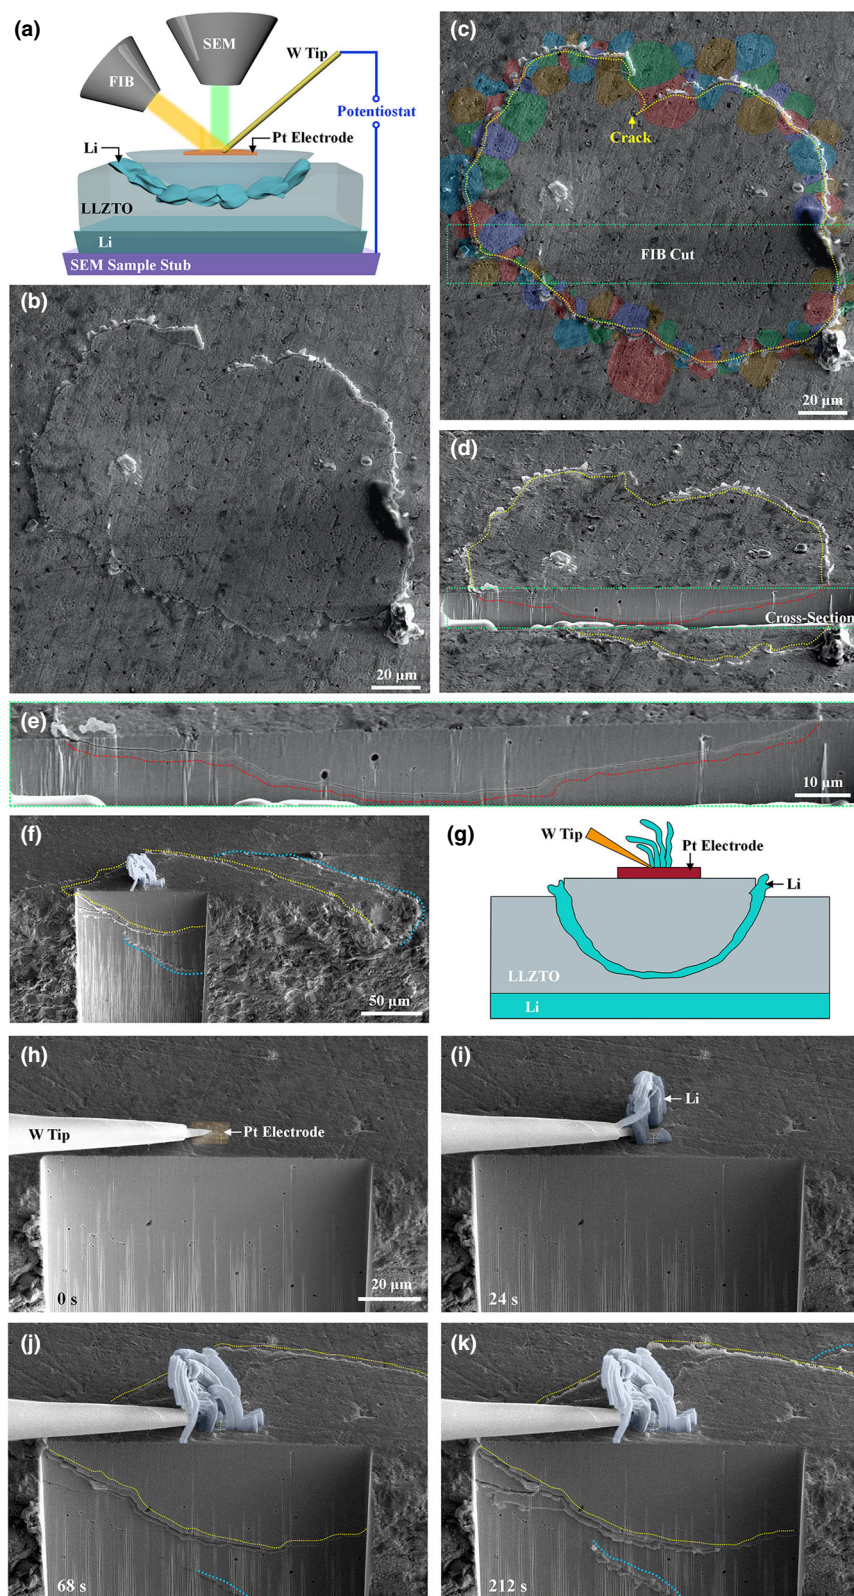 (a)
SEM
FIB
W Tip
Potentiostat
Pt Electrode
Li
LLZTO
Li
SEM Sample Stub
(b)
20 µm
(c)
Crack
FIB Cut
20 µm
(d)
Cross-Section
20 µm
(e)
10 µm
(f)
50 µm
(g)
W Tip
Pt Electrode
Li
LLZTO
Li
(h)
W Tip
Pt Electrode
0 s
20 µm
(i)
Li
24 s
(j)
68 s
(k)
212 s